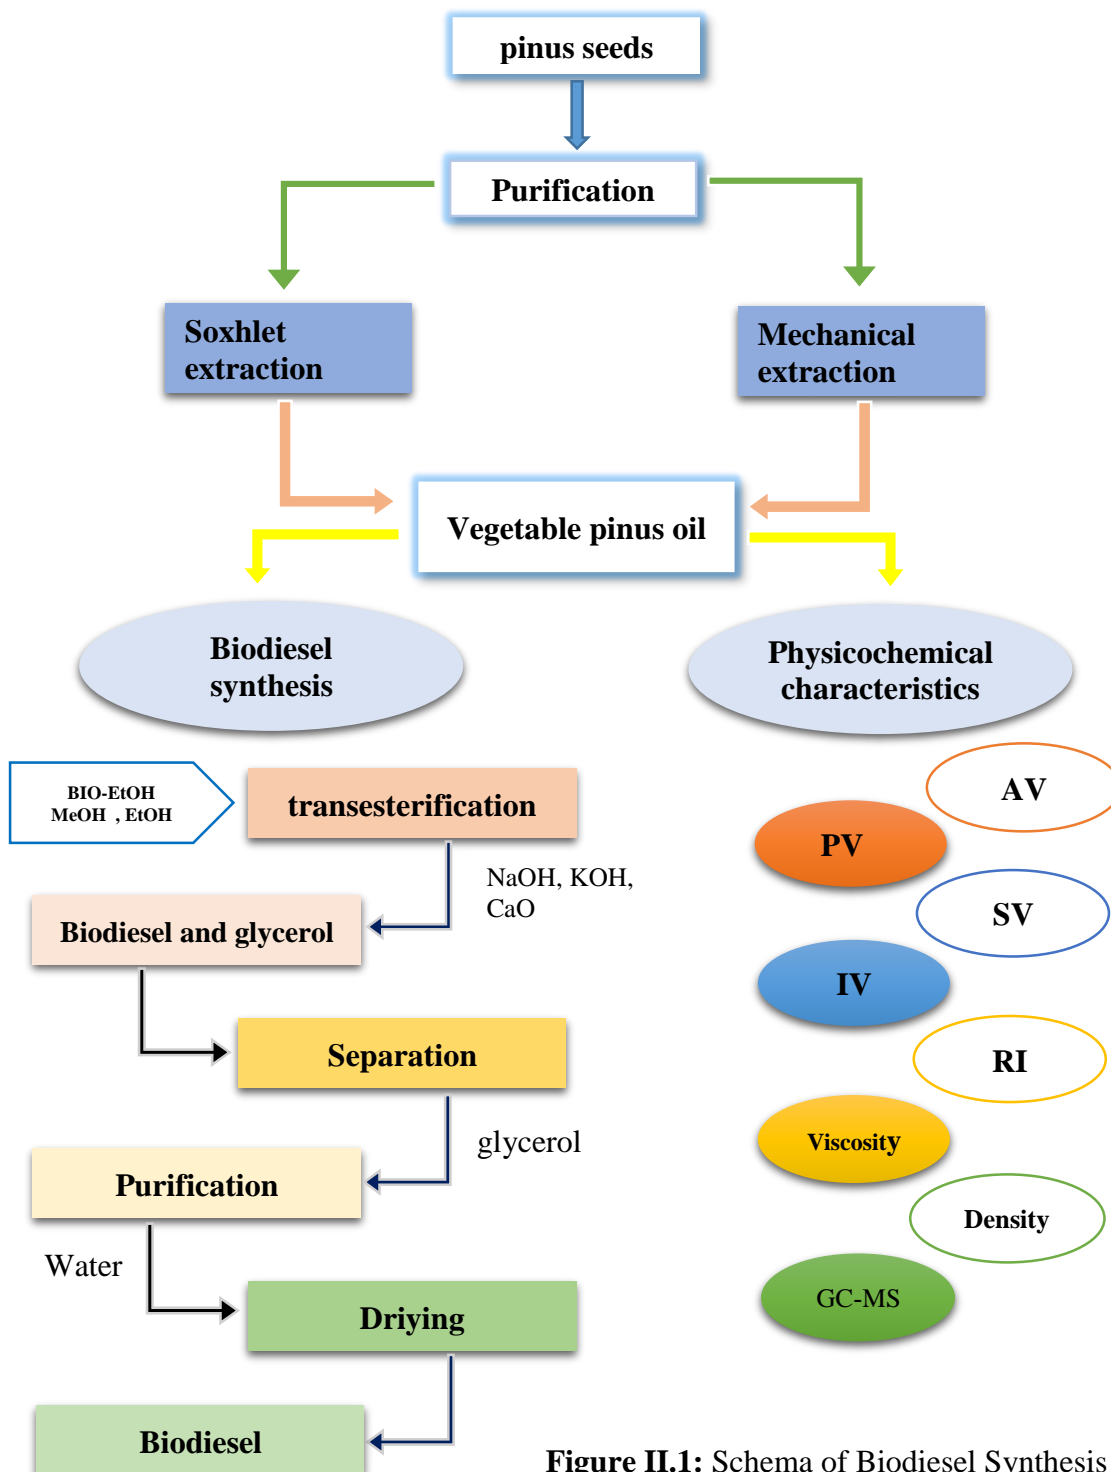 pinus seeds
Purification
Soxhlet
extraction
Mechanical
extraction
Vegetable pinus oil
Biodiesel
synthesis
Physicochemical
characteristics
BIO-EtOH
MeOH , EtOH
transesterification
NaOH, KOH,
CaO
Biodiesel and glycerol
Separation
glycerol
Purification
Water
Driying
Biodiesel
AV
PV
SV
IV
RI
Viscosity
Density
GC-MS
Figure II.1: Schema of Biodiesel Synthesis